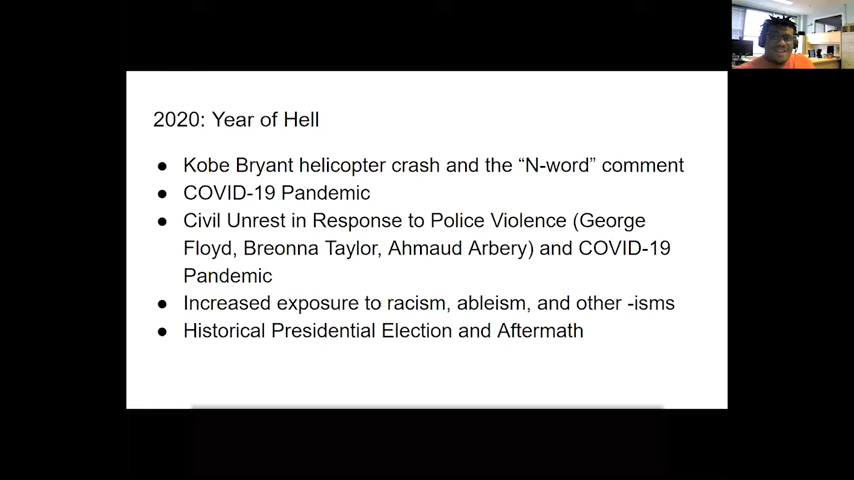 2020: Year of Hell
● Kobe Bryant helicopter crash and the “N-word” comment
● COVID-19 Pandemic
● Civil Unrest in Response to Police Violence (George
Floyd, Breonna Taylor, Ahmaud Arbery) and COVID-19
Pandemic
● Increased exposure to racism, ableism, and other -isms
● Historical Presidential Election and Aftermath